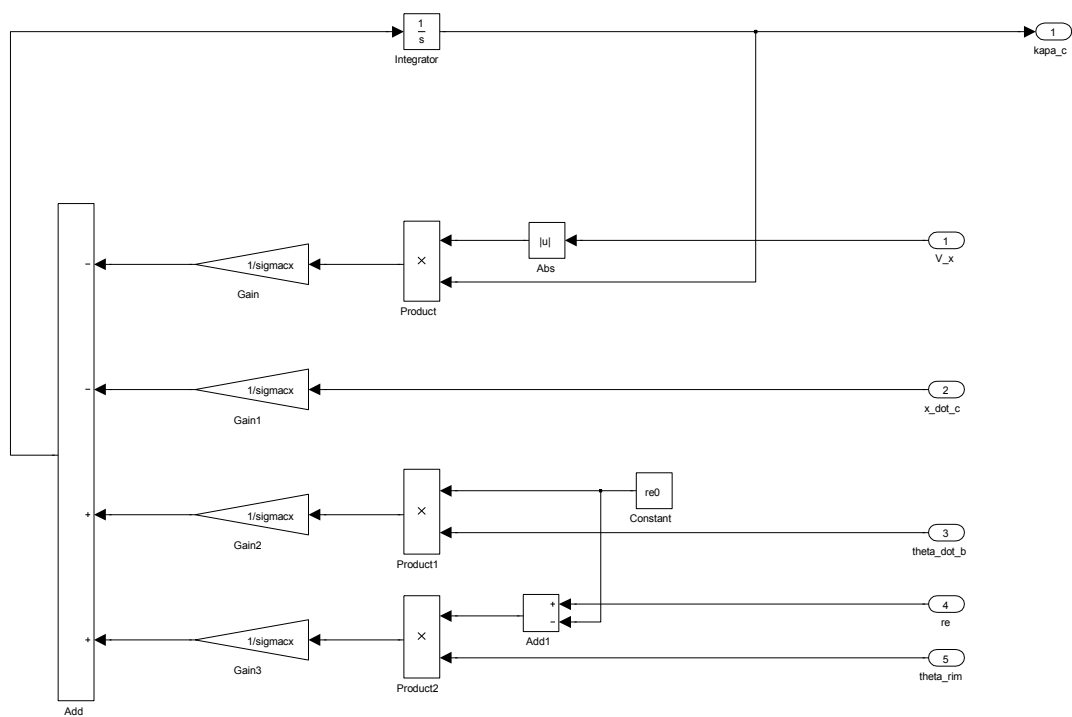 1
s
Integrator
1
kapa_c
−
1/sigmacx
Gain
×
Product
|u|
Abs
1
V_x
−
1/sigmacx
Gain1
2
x_dot_c
+
1/sigmacx
Gain2
×
Product1
re0
Constant
3
theta_dot_b
+
1/sigmacx
Gain3
×
Product2
+
−
Add1
4
re
5
theta_rim
Add